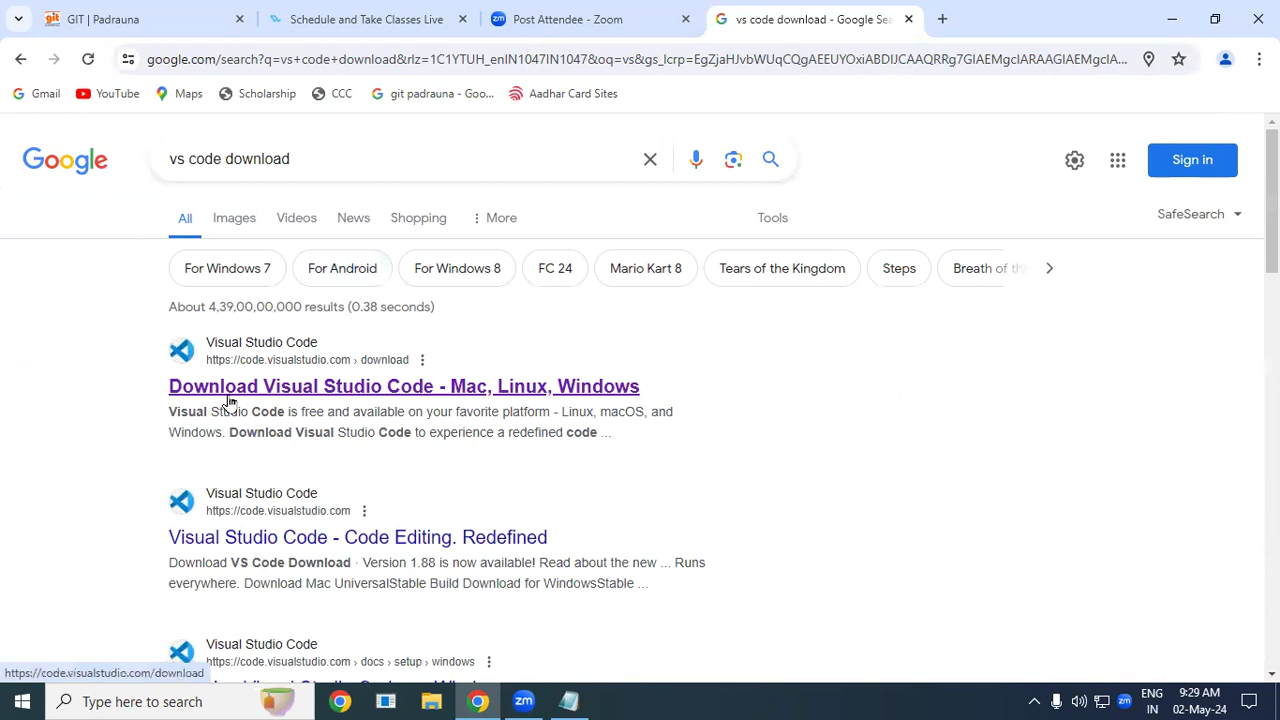 GIT | Padrauna
Schedule and Take Classes Live
zm Post Attendee - Zoom
vs code download - Google Sea
google.com/search?q=vs+code+download&rlz=1C1YTUH_enIN1047IN1047&oq=vs&gs_lcrp=EgZjaHJvbWUqCQgAEEUYOxiABDIJCAAQRRg7GIAEMgcIARAAGIAEMgcIA...
Gmail YouTube Maps Scholarship CCC git padrauna - Goo... Aadhar Card Sites
Google
vs code download
Sign in
All Images Videos News Shopping More Tools
SafeSearch
For Windows 7 For Android For Windows 8 FC 24 Mario Kart 8 Tears of the Kingdom Steps Breath of th
About 4,39,00,00,000 results (0.38 seconds)
Visual Studio Code
https://code.visualstudio.com › download
Download Visual Studio Code - Mac, Linux, Windows
Visual Studio Code is free and available on your favorite platform - Linux, macOS, and
Windows. Download Visual Studio Code to experience a redefined code ...
Visual Studio Code
https://code.visualstudio.com
Visual Studio Code - Code Editing. Redefined
Download VS Code Download · Version 1.88 is now available! Read about the new ... Runs
everywhere. Download Mac UniversalStable Build Download for WindowsStable ...
Visual Studio Code
https://code.visualstudio.com › docs › setup › windows
https://code.visualstudio.com/download
Type here to search
zm
zm
ENG
IN
9:29 AM
02-May-24